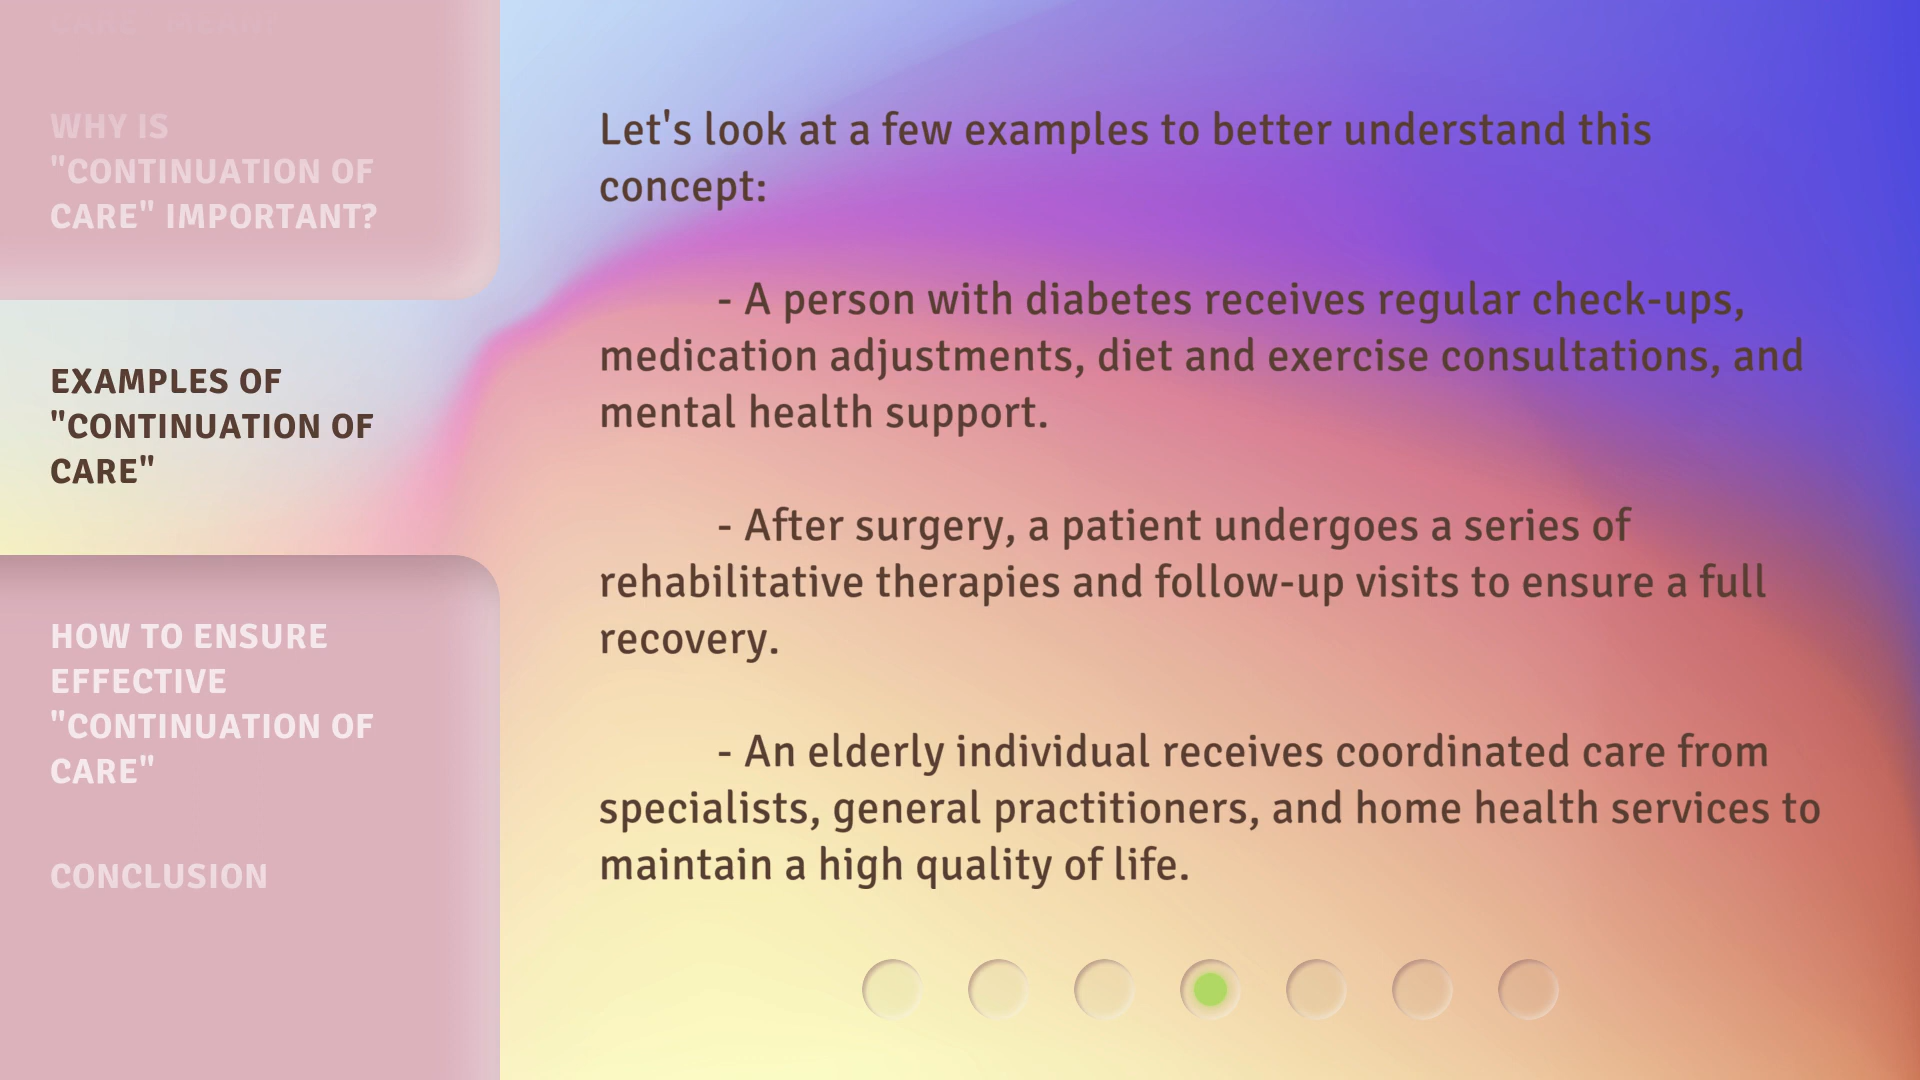 CARE" MEAN?
WHY IS
"CONTINUATION OF
CARE" IMPORTANT?
EXAMPLES OF
"CONTINUATION OF
CARE"
HOW TO ENSURE
EFFECTIVE
"CONTINUATION OF
CARE"
CONCLUSION
Let's look at a few examples to better understand this
concept:
- A person with diabetes receives regular check-ups,
medication adjustments, diet and exercise consultations, and
mental health support.
- After surgery, a patient undergoes a series of
rehabilitative therapies and follow-up visits to ensure a full
recovery.
- An elderly individual receives coordinated care from
specialists, general practitioners, and home health services to
maintain a high quality of life.